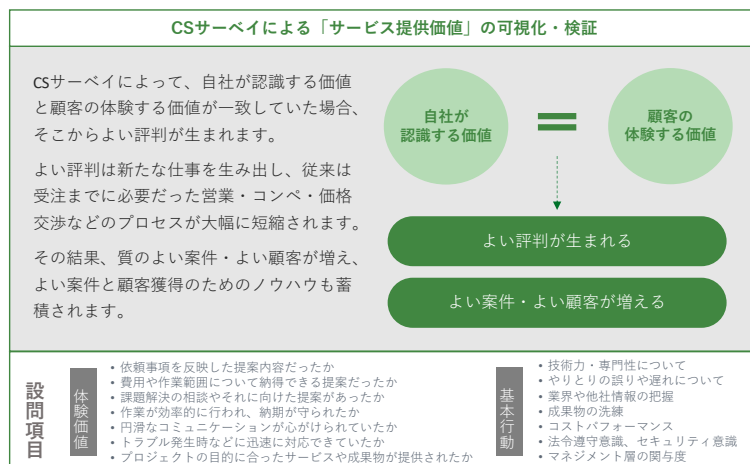 CSサーベイによる「サービス提供価値」の可視化・検証
CSサーベイによって、自社が認識する価値
と顧客の体験する価値が一致していた場合、
そこからよい評判が生まれます。
よい評判は新たな仕事を生み出し、従来は
受注までに必要だった営業・コンペ・価格
交渉などのプロセスが大幅に短縮されます。
その結果、質のよい案件・よい顧客が増え、
よい案件と顧客獲得のためのノウハウも蓄
積されます。
自社が
認識する価値
=
顧客の
体験する価値
よい評判が生まれる
よい案件・よい顧客が増える
設問項目
体験価値
• 依頼事項を反映した提案内容だったか
• 費用や作業範囲について納得できる提案だったか
• 課題解決の相談やそれに向けた提案があったか
• 作業が効率的に行われ、納期が守られたか
• 円滑なコミュニケーションが心がけられていたか
• トラブル発生時などに迅速に対応できていたか
• プロジェクトの目的に合ったサービスや成果物が提供されたか
基本行動
• 技術力・専門性について
• やりとりの誤りや遅れについて
• 業界や他社情報の把握
• 成果物の洗練
• コストパフォーマンス
• 法令遵守意識、セキュリティ意識
• マネジメント層の関与度